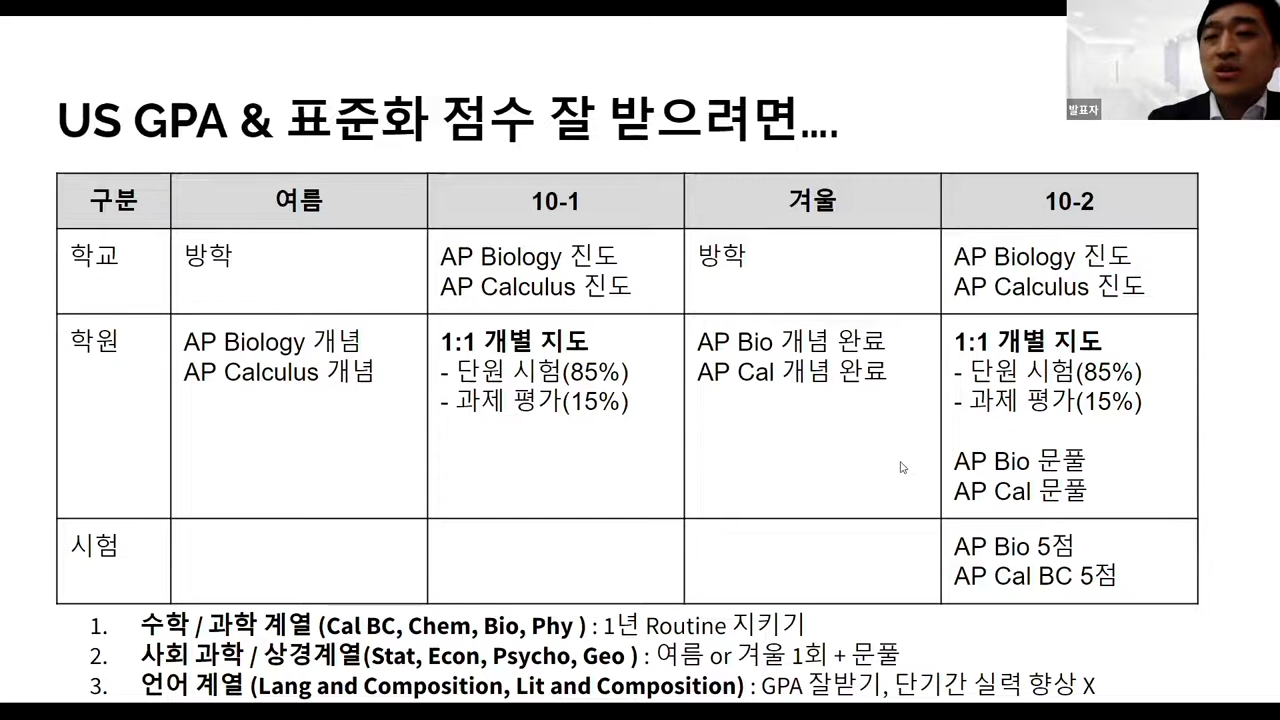 발표자
US GPA & 표준화 점수 잘 받으려면....
구분 여름 10-1 겨울 10-2
학교 방학 AP Biology 진도 방학 AP Biology 진도
AP Calculus 진도 AP Calculus 진도
학원 AP Biology 개념 1:1 개별 지도 AP Bio 개념 완료 1:1 개별 지도
AP Calculus 개념 - 단원 시험(85%) AP Cal 개념 완료 - 단원 시험(85%)
- 과제 평가(15%) - 과제 평가(15%)
AP Bio 문풀
AP Cal 문풀
시험 AP Bio 5점
AP Cal BC 5점
1. 수학 / 과학 계열 (Cal BC, Chem, Bio, Phy ) : 1년 Routine 지키기
2. 사회 과학 / 상경계열(Stat, Econ, Psycho, Geo ) : 여름 or 겨울 1회 + 문풀
3. 언어 계열 (Lang and Composition, Lit and Composition) : GPA 잘받기, 단기간 실력 향상 X